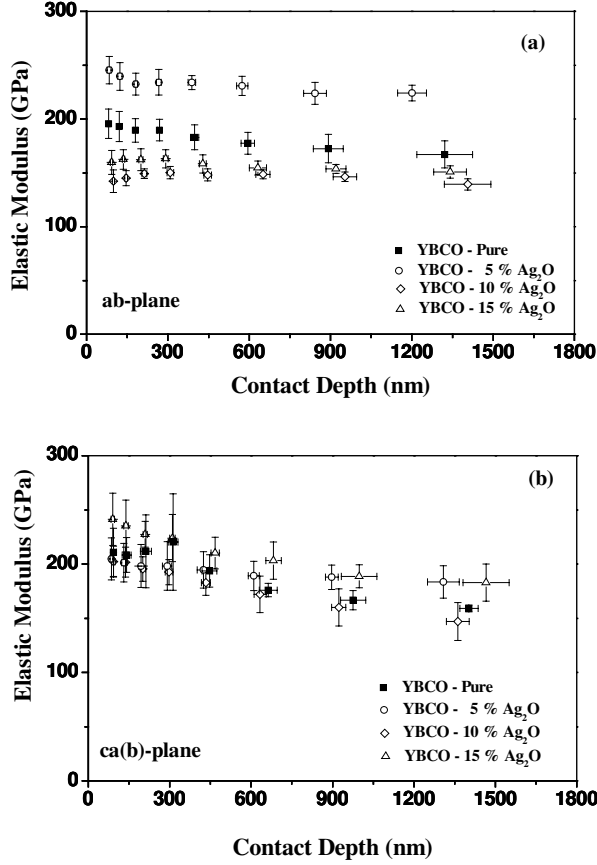 (a)
300
250
200
150
100
50
0
Elastic Modulus (GPa)
YBCO - Pure
YBCO - 5 % Ag₂O
YBCO - 10 % Ag₂O
YBCO - 15 % Ag₂O
ab-plane
0 300 600 900 1200 1500 1800
Contact Depth (nm)
(b)
300
200
100
0
Elastic Modulus (GPa)
YBCO - Pure
YBCO - 5 % Ag₂O
YBCO - 10 % Ag₂O
YBCO - 15 % Ag₂O
ca(b)-plane
0 300 600 900 1200 1500 1800
Contact Depth (nm)